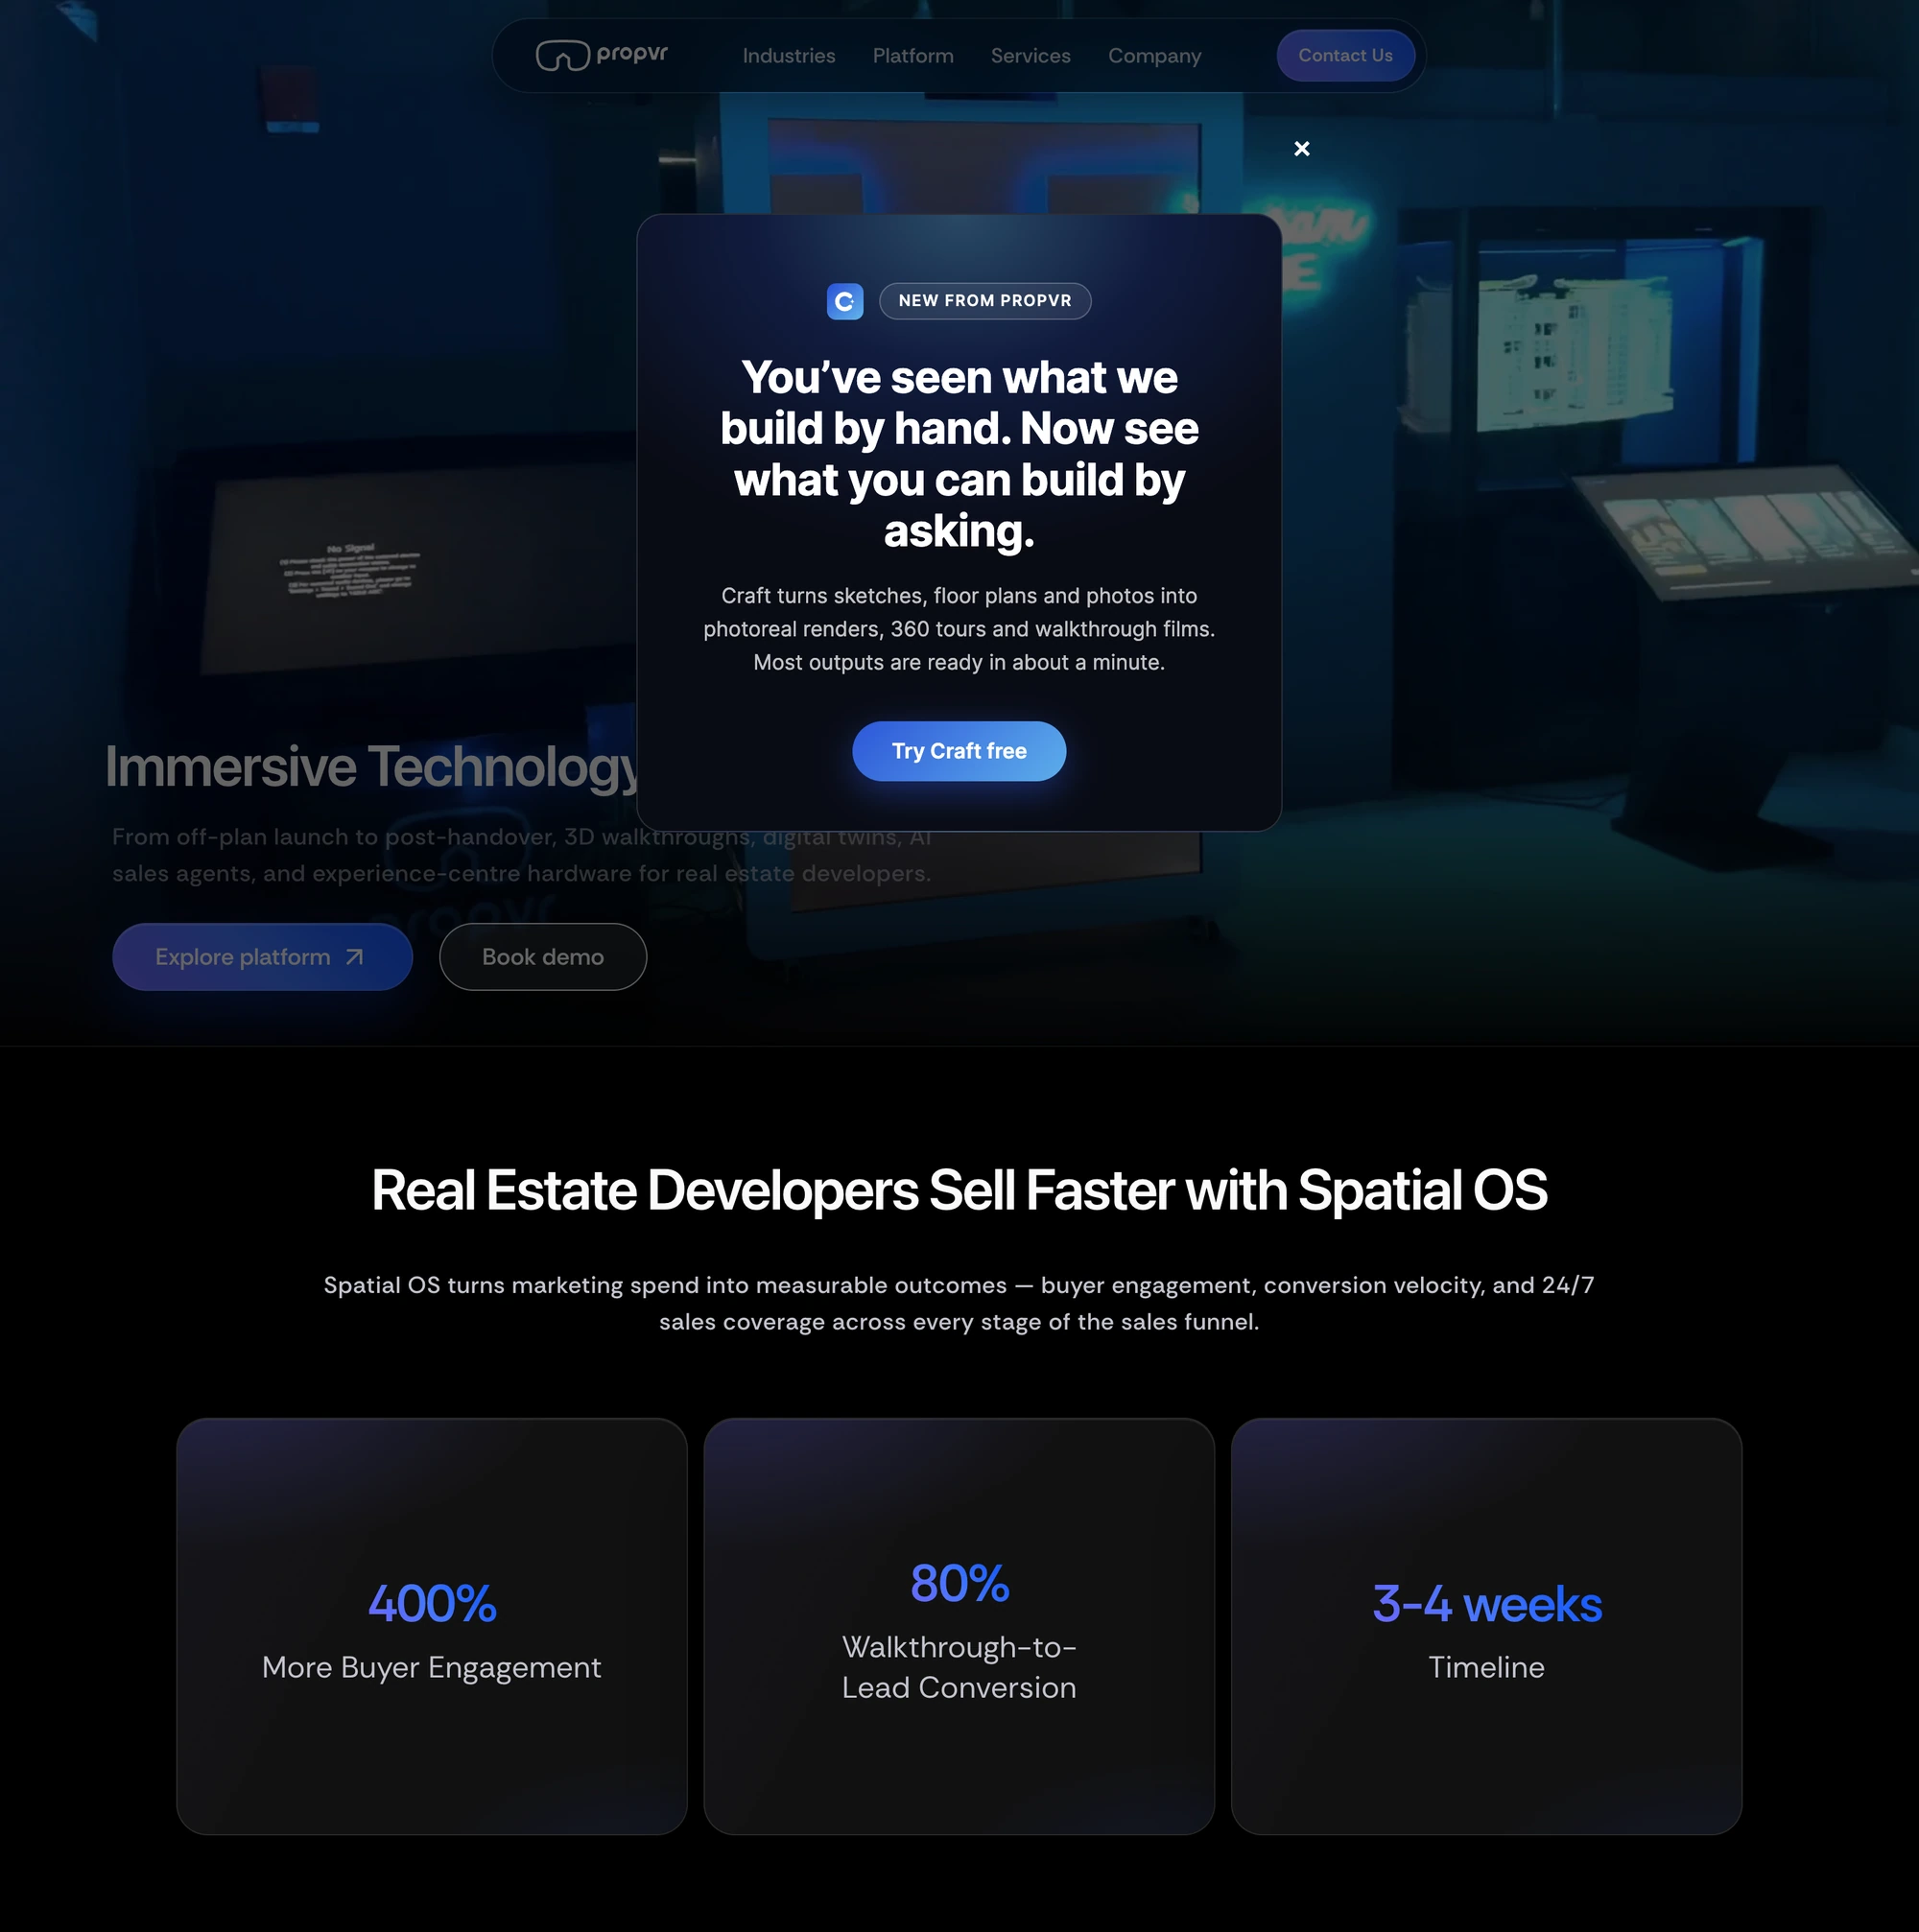 propvr
Industries
Platform
Services
Company
Contact Us
×
NEW FROM PROPVR
You’ve seen what we
build by hand. Now see
what you can build by
asking.
Craft turns sketches, floor plans and photos into
photoreal renders, 360 tours and walkthrough films.
Most outputs are ready in about a minute.
Try Craft free
No Signal
Immersive Technology
From off-plan launch to post-handover, 3D walkthroughs, digital twins, AI
sales agents, and experience-centre hardware for real estate developers.
propvr
Explore platform
Book demo
Real Estate Developers Sell Faster with Spatial OS
Spatial OS turns marketing spend into measurable outcomes — buyer engagement, conversion velocity, and 24/7
sales coverage across every stage of the sales funnel.
400%
More Buyer Engagement
80%
Walkthrough-to-
Lead Conversion
3-4 weeks
Timeline